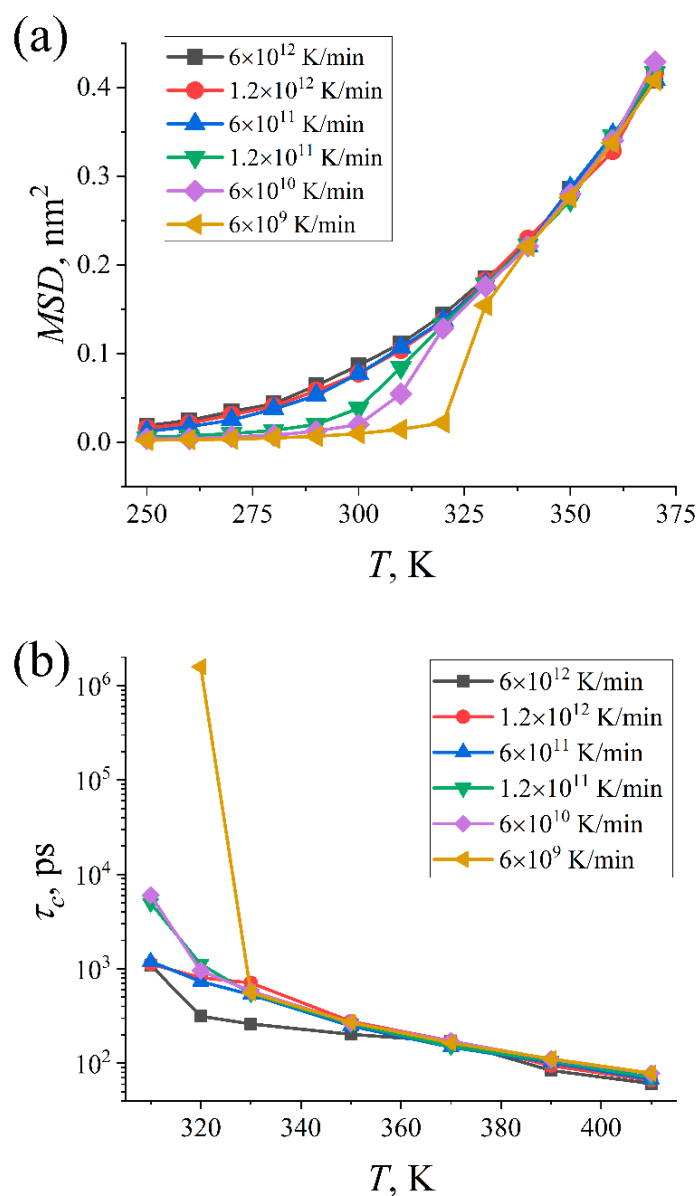 (a)
6×10¹² K/min
1.2×10¹² K/min
6×10¹¹ K/min
1.2×10¹¹ K/min
6×10¹⁰ K/min
6×10⁹ K/min
0.4
0.3
0.2
0.1
0.0
MSD, nm²
250 275 300 325 350 375
T, K
(b)
6×10¹² K/min
1.2×10¹² K/min
6×10¹¹ K/min
1.2×10¹¹ K/min
6×10¹⁰ K/min
6×10⁹ K/min
10⁶
10⁵
10⁴
10³
10²
τc, ps
320 340 360 380 400
T, K